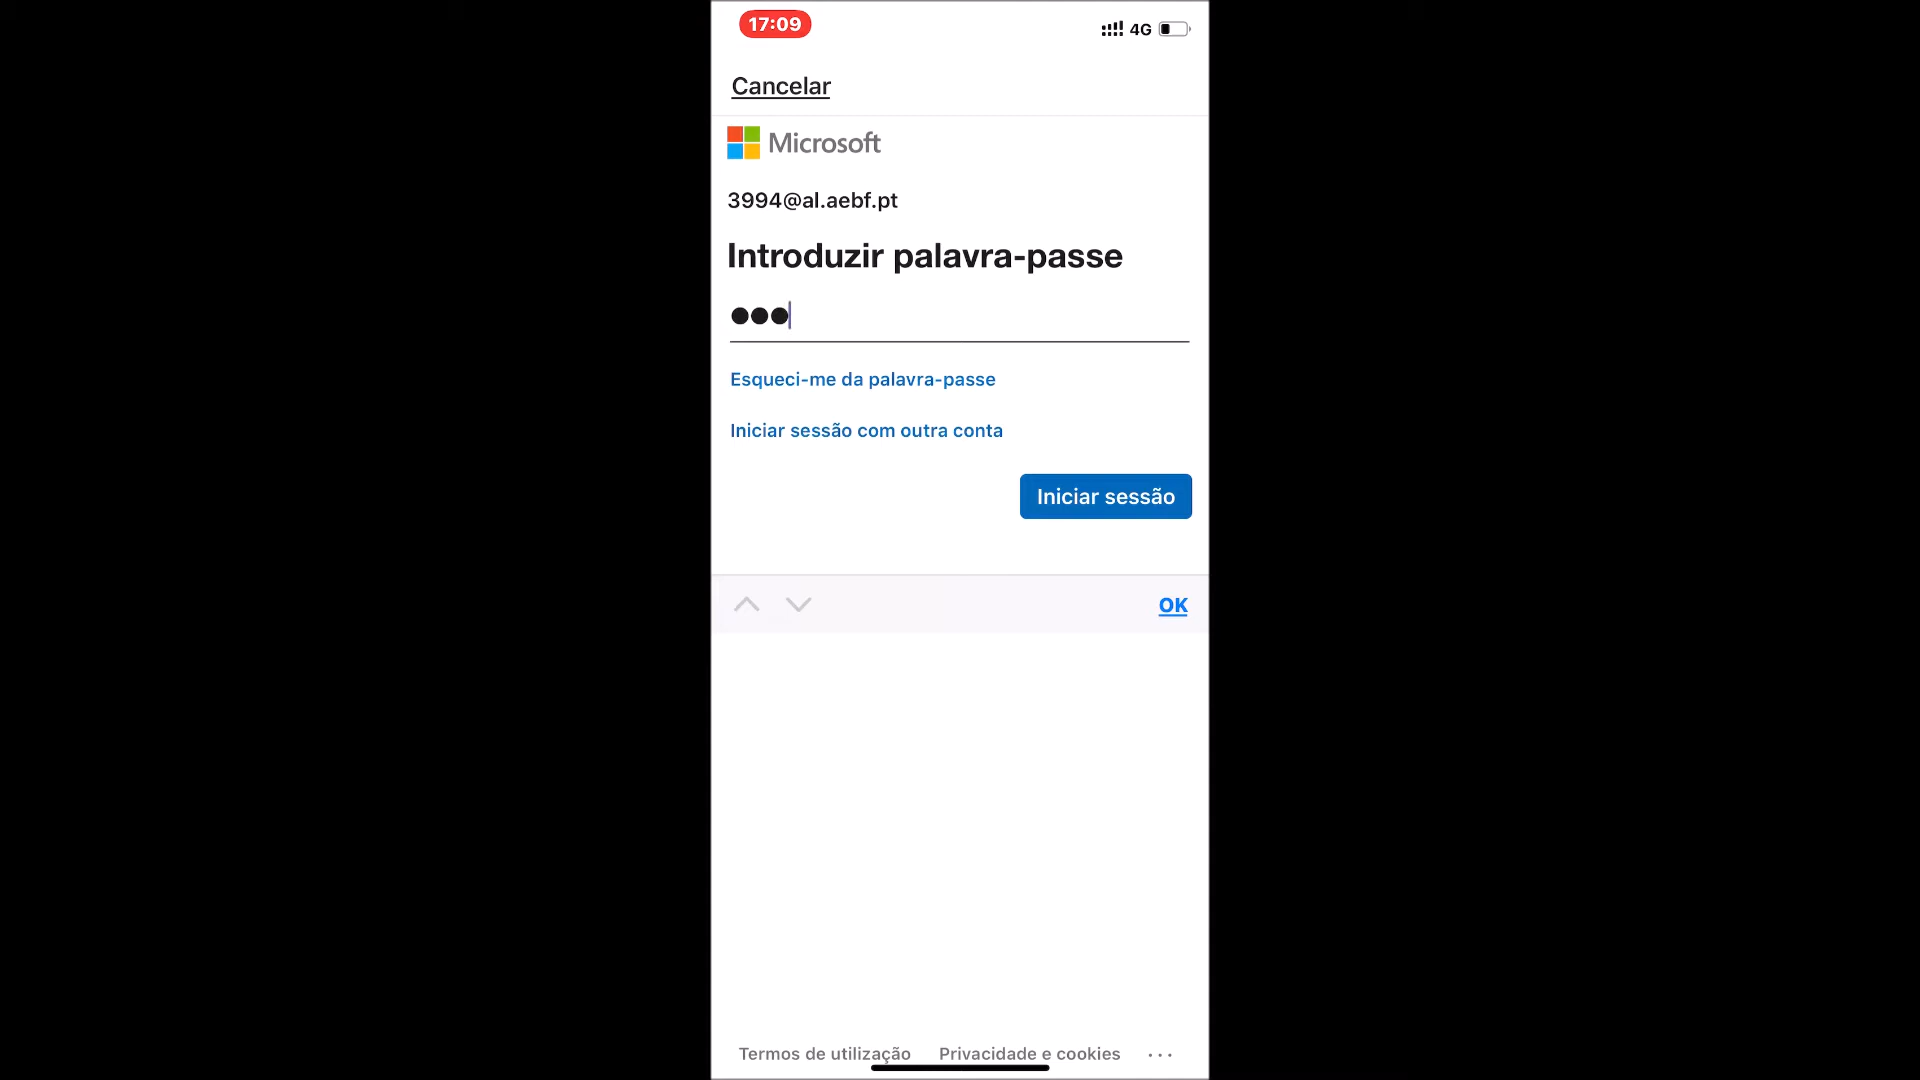 17:09
4G
Cancelar
Microsoft
3994@al.aebf.pt
Introduzir palavra-passe
●●●
Esqueci-me da palavra-passe
Iniciar sessão com outra conta
Iniciar sessão
OK
Termos de utilização Privacidade e cookies ...